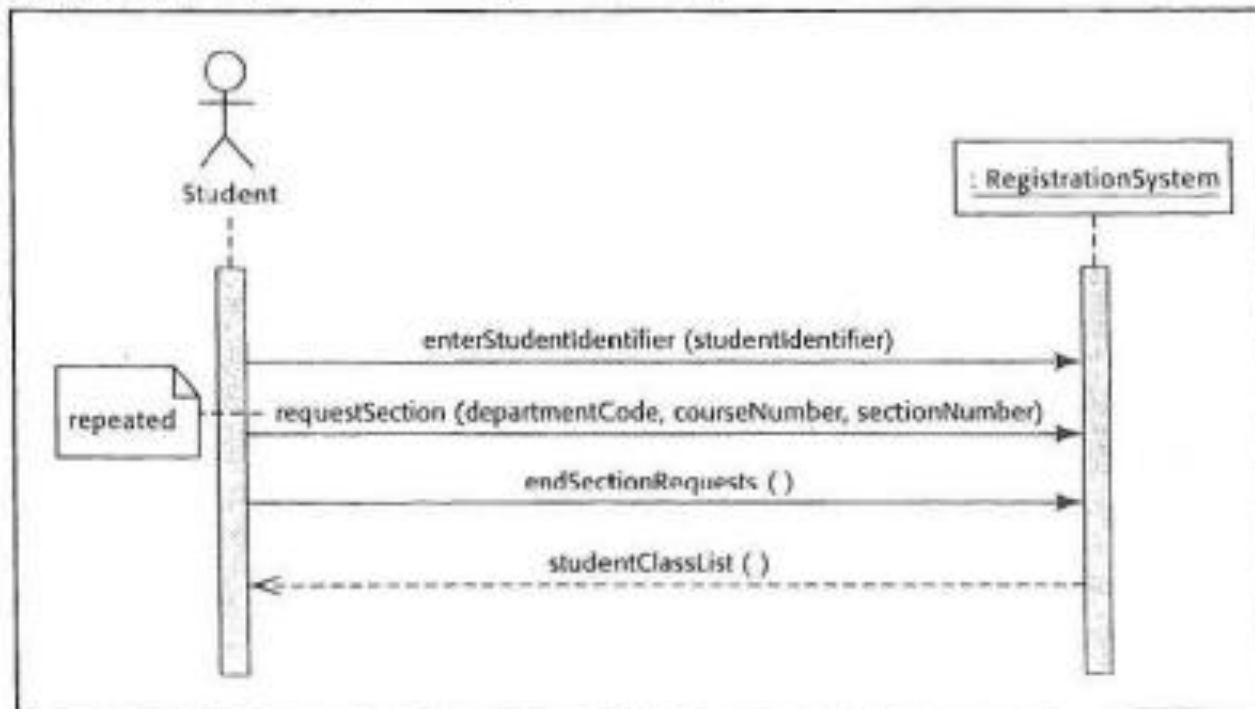 Student
: RegistrationSystem
enterStudentIdentifier (studentIdentifier)
repeated
requestSection (departmentCode, courseNumber, sectionNumber)
endSectionRequests ( )
studentClassList ( )